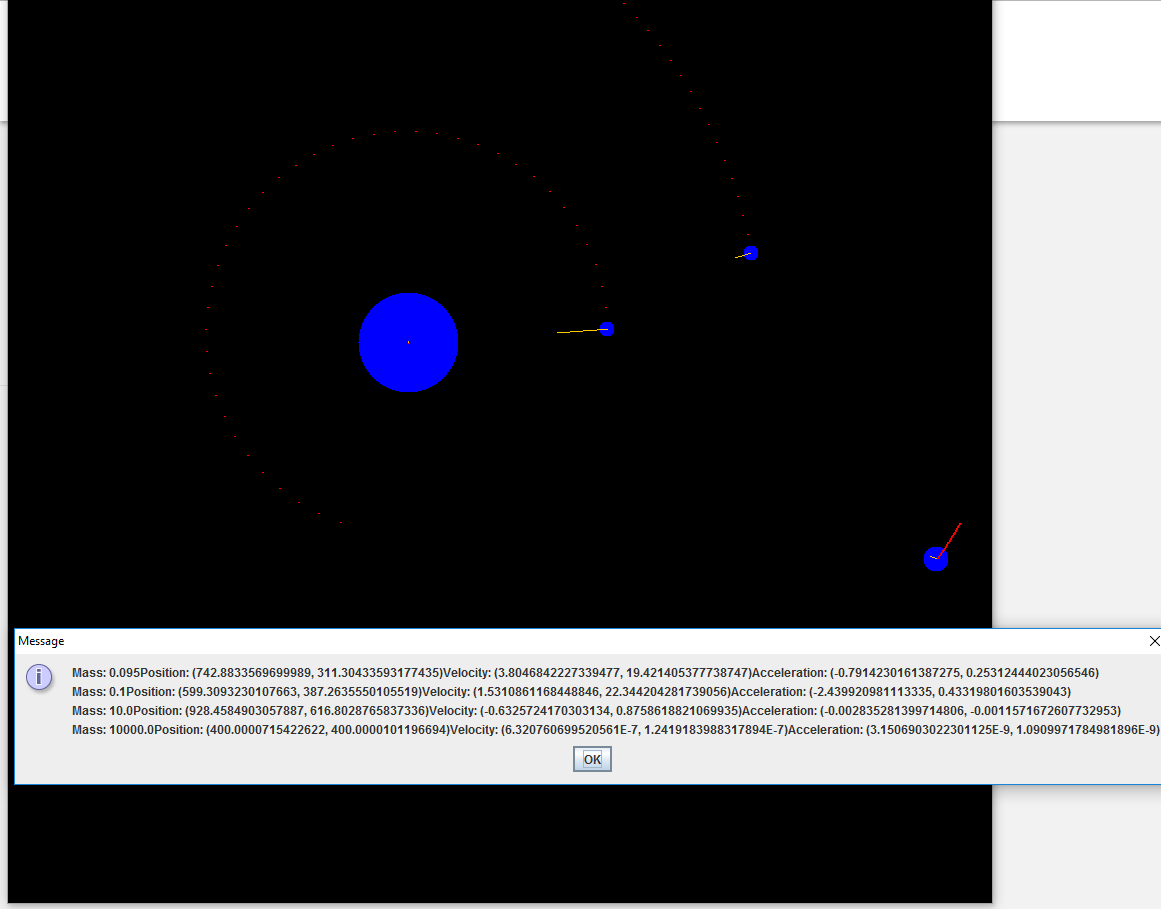 Message
Mass: 0.095Position: (742.8833569699989, 311.30433593177435)Velocity: (3.8046842227339477, 19.421405377738747)Acceleration: (-0.7914230161387275, 0.25312444023056546)
Mass: 0.1Position: (599.3093230107663, 387.2635550105519)Velocity: (1.5310861168448846, 22.344204281739056)Acceleration: (-2.439920981113335, 0.43319801603539043)
Mass: 10.0Position: (928.4584903057887, 616.8028765837336)Velocity: (-0.6325724170303134, 0.8758618821069935)Acceleration: (-0.002835281399714806, -0.0011571672607732953)
Mass: 10000.0Position: (400.0000715422622, 400.0000101196694)Velocity: (6.320760699520561E-7, 1.2419183988317894E-7)Acceleration: (3.1506903022301125E-9, 1.0909971784981896E-9)
OK